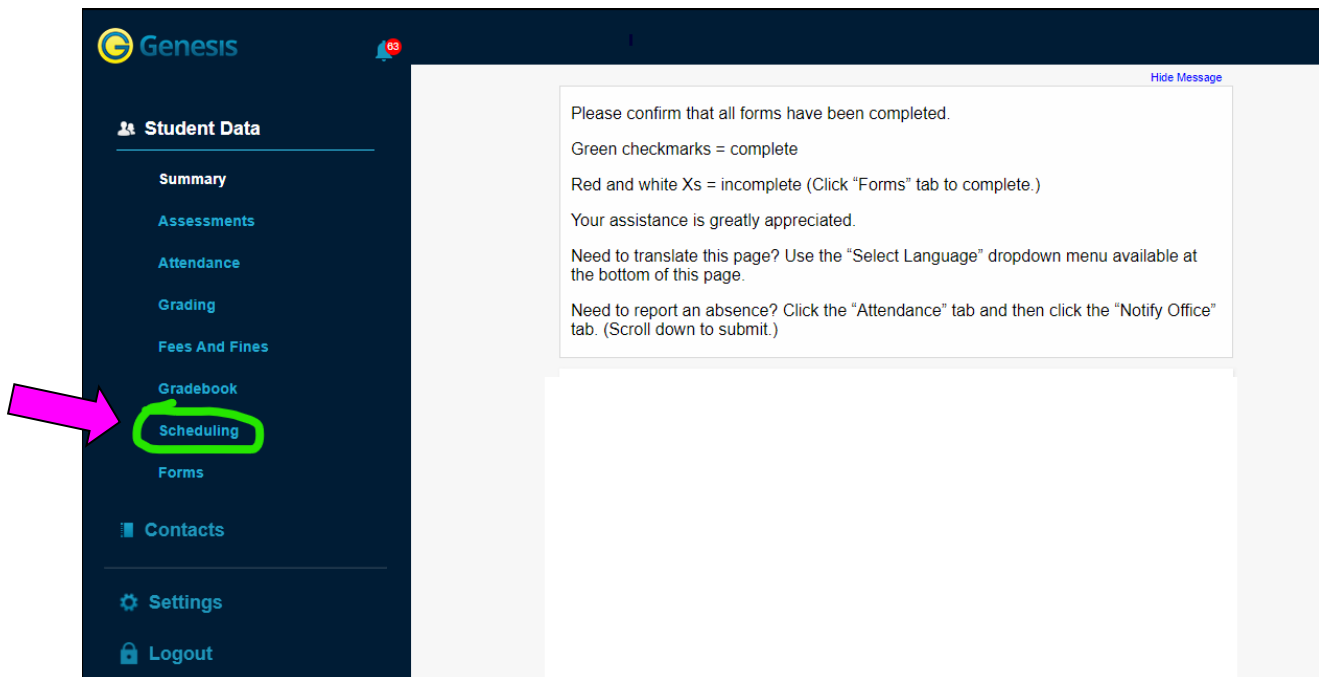 Genesis
63
Student Data
Summary
Assessments
Attendance
Grading
Fees And Fines
Gradebook
Scheduling
Forms
Contacts
Settings
Logout
Hide Message
Please confirm that all forms have been completed.
Green checkmarks = complete
Red and white Xs = incomplete (Click “Forms” tab to complete.)
Your assistance is greatly appreciated.
Need to translate this page? Use the “Select Language” dropdown menu available at
the bottom of this page.
Need to report an absence? Click the “Attendance” tab and then click the “Notify Office”
tab. (Scroll down to submit.)